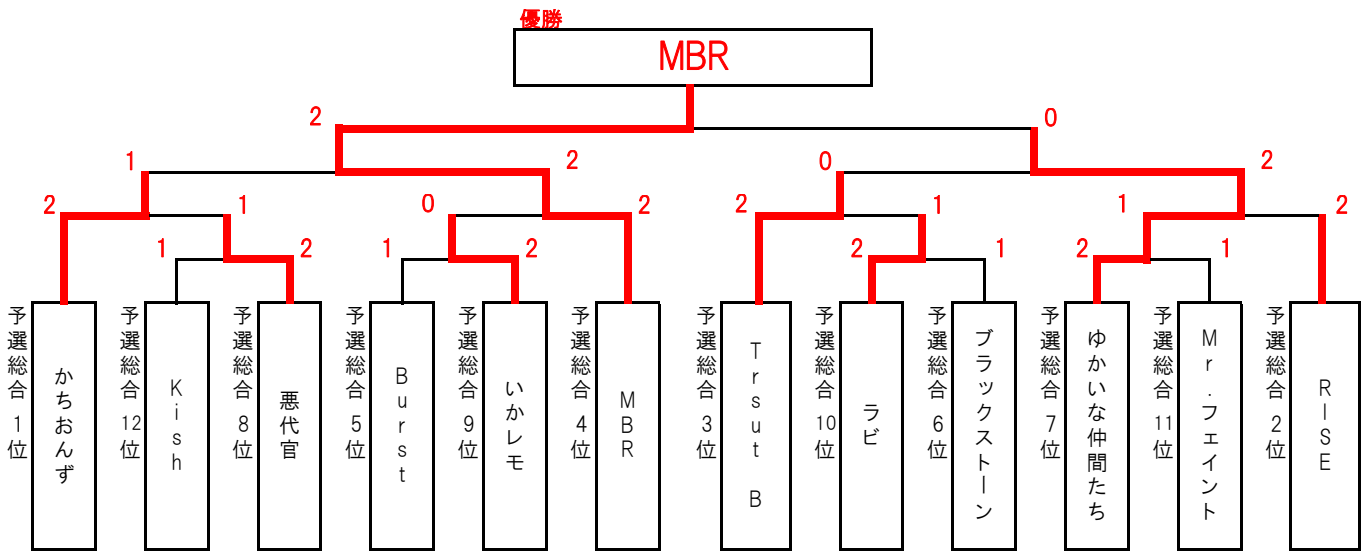 優勝
MBR
2 0
1 2 0 2
2 1 0 2 2 1 1 2
1 2 1 2 2 1 2 1
予選総合 1位
かちおんず
予選総合 12位
Kish
予選総合 8位
悪代官
予選総合 5位
Burst
予選総合 9位
いかレモ
予選総合 4位
MBR
予選総合 3位
Trsut B
予選総合 10位
ラビ
予選総合 6位
ブラックストーン
予選総合 7位
ゆかいな仲間たち
予選総合 11位
Mr.フェイント
予選総合 2位
RISE